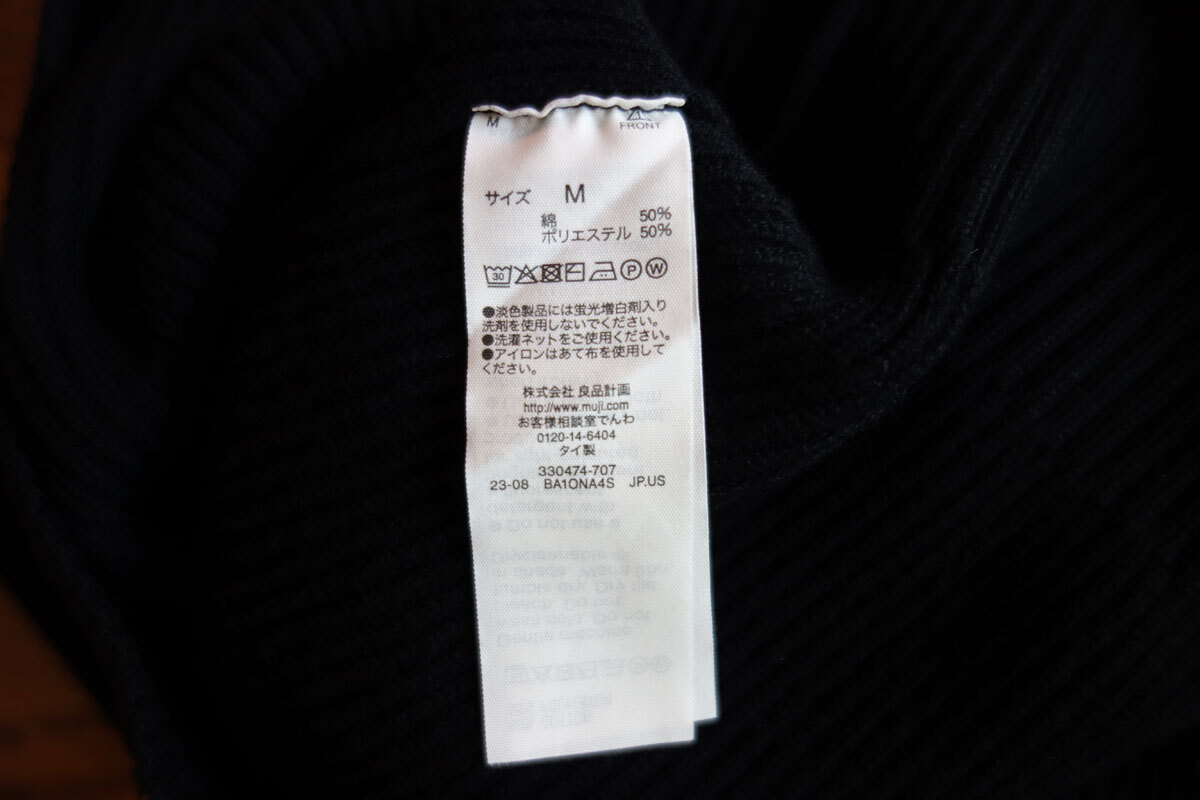 M
FRONT
サイズ M
綿 50%
ポリエステル 50%
30 P W
●淡色製品には蛍光増白剤入り
洗剤を使用しないでください。
●洗濯ネットをご使用ください。
●アイロンはあて布を使用して
ください。
株式会社 良品計画
http://www.muji.com
お客様相談室でんわ
0120-14-6404
タイ製
330474-707
23-08 BA1ONA4S JP.US